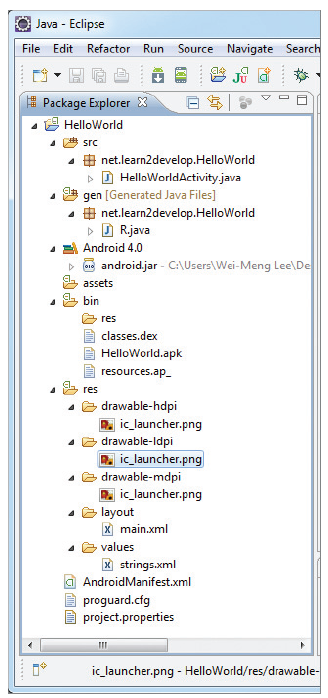 Java - Eclipse
File Edit Refactor Run Source Navigate Search
Package Explorer
HelloWorld
src
net.learn2develop.HelloWorld
HelloWorldActivity.java
gen [Generated Java Files]
net.learn2develop.HelloWorld
R.java
Android 4.0
android.jar - C:\Users\Wei-Meng Lee\De
assets
bin
res
classes.dex
HelloWorld.apk
resources.ap_
res
drawable-hdpi
ic_launcher.png
drawable-ldpi
ic_launcher.png
drawable-mdpi
ic_launcher.png
layout
main.xml
values
strings.xml
AndroidManifest.xml
proguard.cfg
project.properties
ic_launcher.png - HelloWorld/res/drawable-